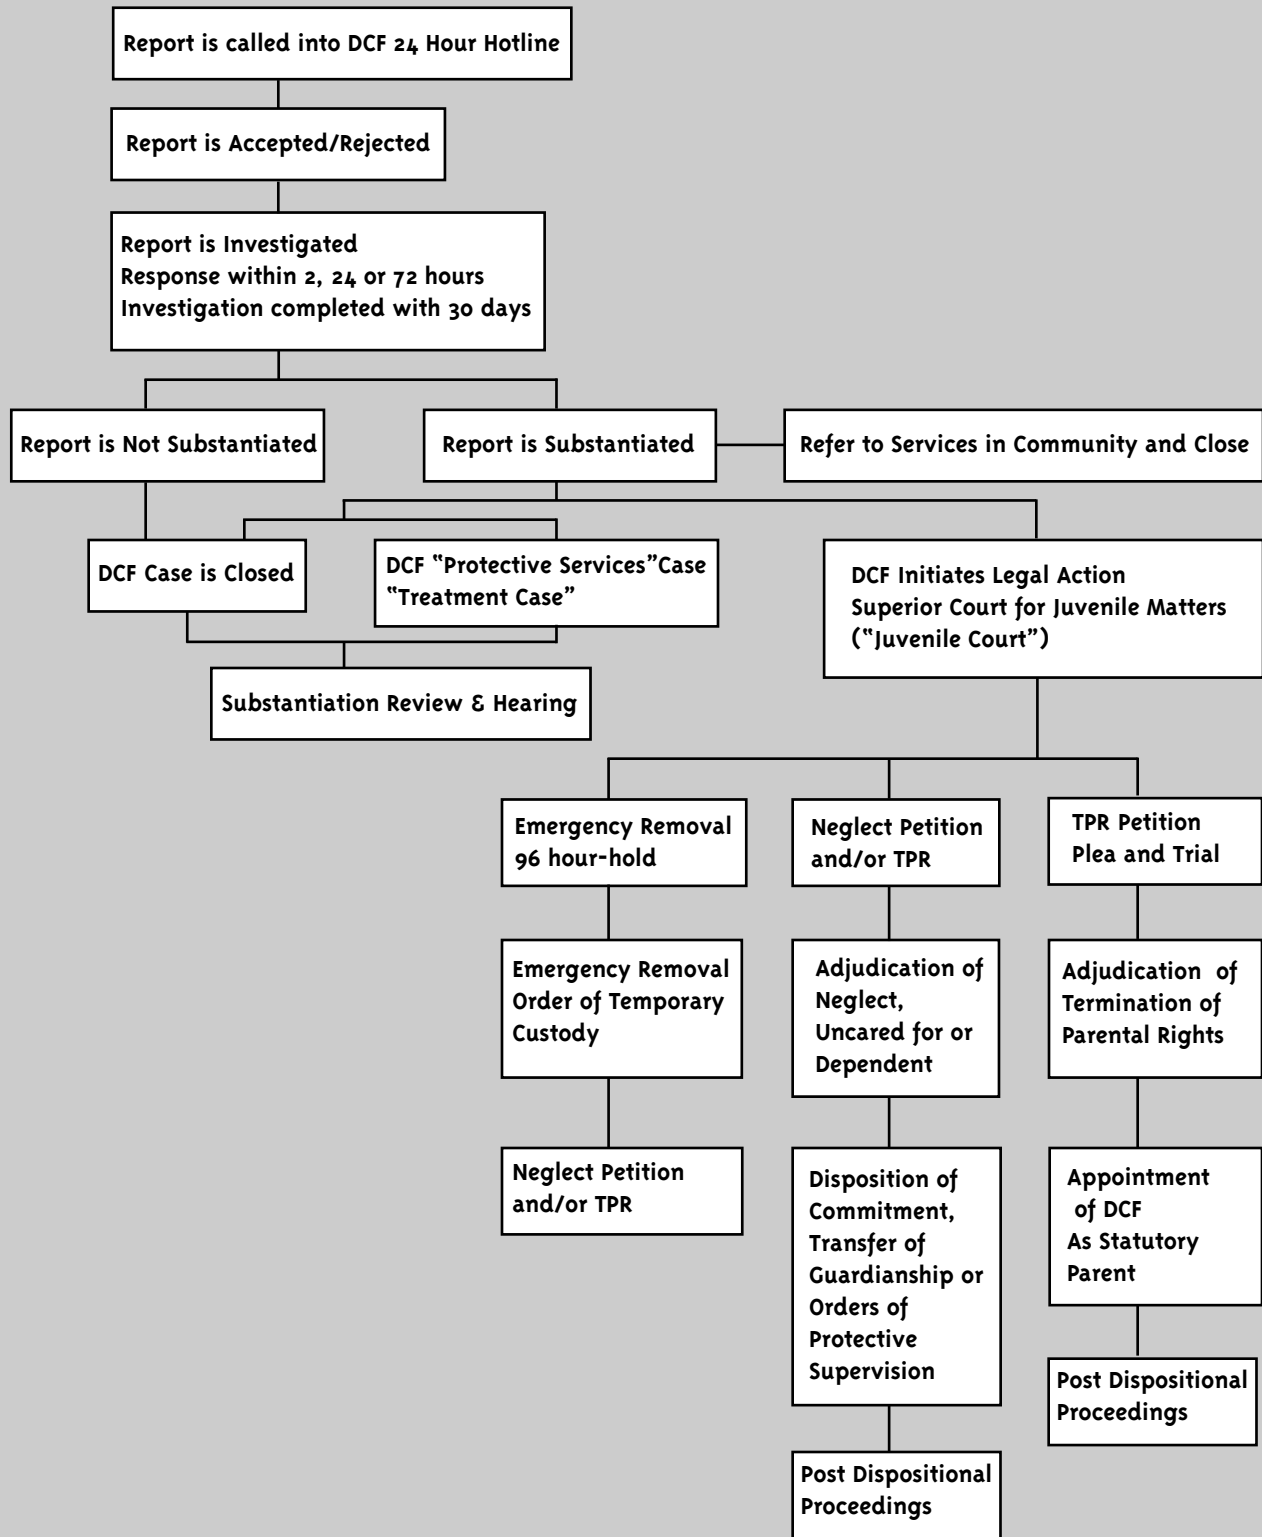 Report is called into DCF 24 Hour Hotline
Report is Accepted/Rejected
Report is Investigated
Response within 2, 24 or 72 hours
Investigation completed with 30 days
Report is Not Substantiated
Report is Substantiated
Refer to Services in Community and Close
DCF Case is Closed
DCF “Protective Services”Case
“Treatment Case”
DCF Initiates Legal Action
Superior Court for Juvenile Matters
(“Juvenile Court”)
Substantiation Review & Hearing
Emergency Removal
96 hour-hold
Neglect Petition
and/or TPR
TPR Petition
Plea and Trial
Emergency Removal
Order of Temporary
Custody
Adjudication of
Neglect,
Uncared for or
Dependent
Adjudication of
Termination of
Parental Rights
Neglect Petition
and/or TPR
Disposition of
Commitment,
Transfer of
Guardianship or
Orders of
Protective
Supervision
Appointment
of DCF
As Statutory
Parent
Post Dispositional
Proceedings
Post Dispositional
Proceedings